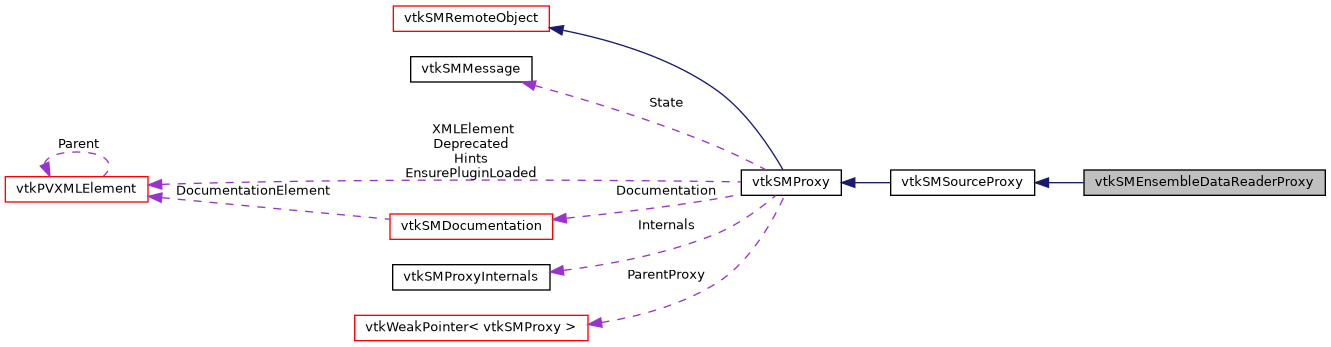 vtkSMRemoteObject
vtkSMMessage
State
XMLElement
Deprecated
Hints
EnsurePluginLoaded
Parent
vtkPVXMLElement
DocumentationElement
Documentation
vtkSMProxy
vtkSMSourceProxy
vtkSMEnsembleDataReaderProxy
vtkSMDocumentation
Internals
vtkSMProxyInternals
ParentProxy
vtkWeakPointer< vtkSMProxy >